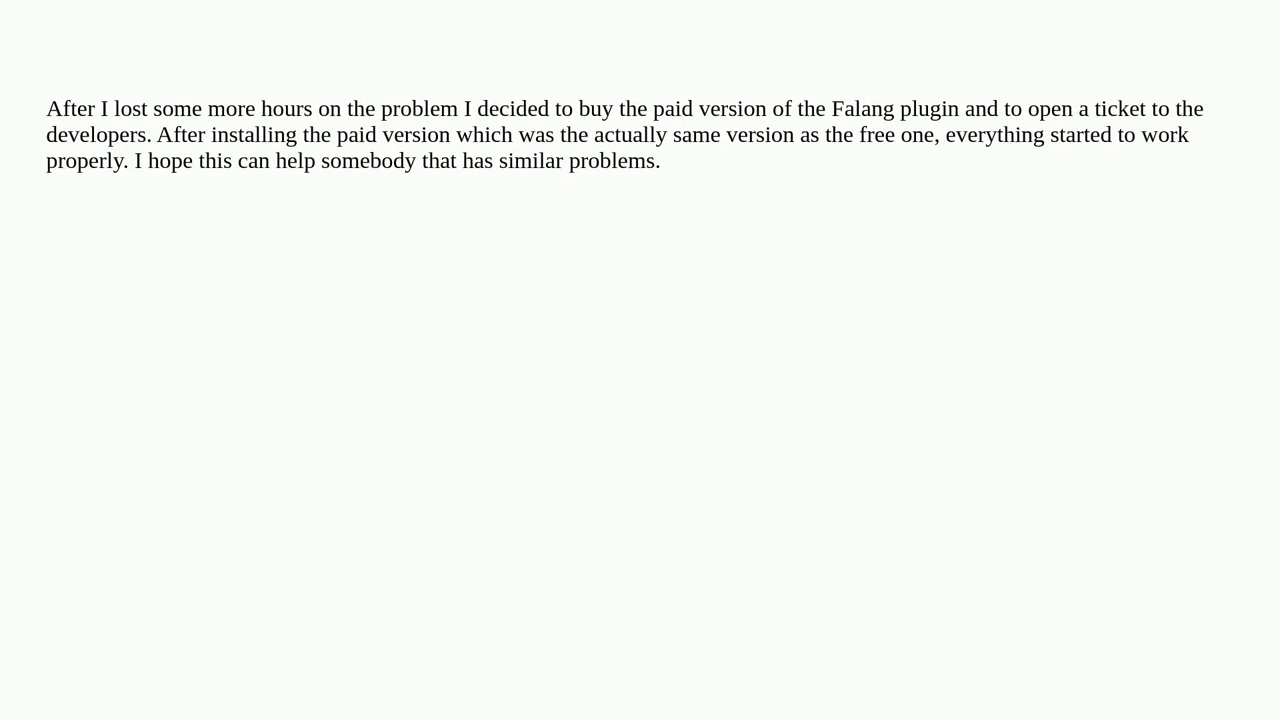 After I lost some more hours on the problem I decided to buy the paid version of the Falang plugin and to open a ticket to the
developers. After installing the paid version which was the actually same version as the free one, everything started to work
properly. I hope this can help somebody that has similar problems.